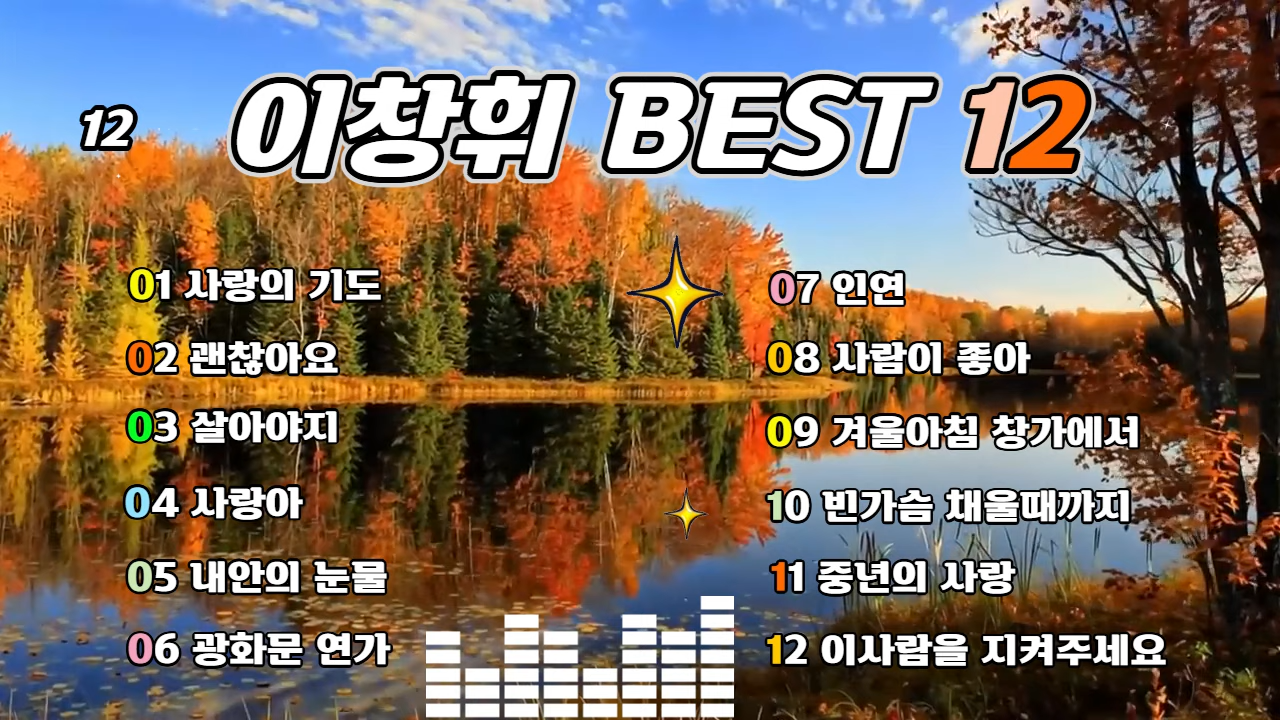 12
이창휘 BEST 12
01 사랑의 기도
02 괜찮아요
03 살아야지
04 사랑아
05 내안의 눈물
06 광화문 연가
07 인연
08 사람이 좋아
09 겨울아침 창가에서
10 빈가슴 채울때까지
11 중년의 사랑
12 이사람을 지켜주세요